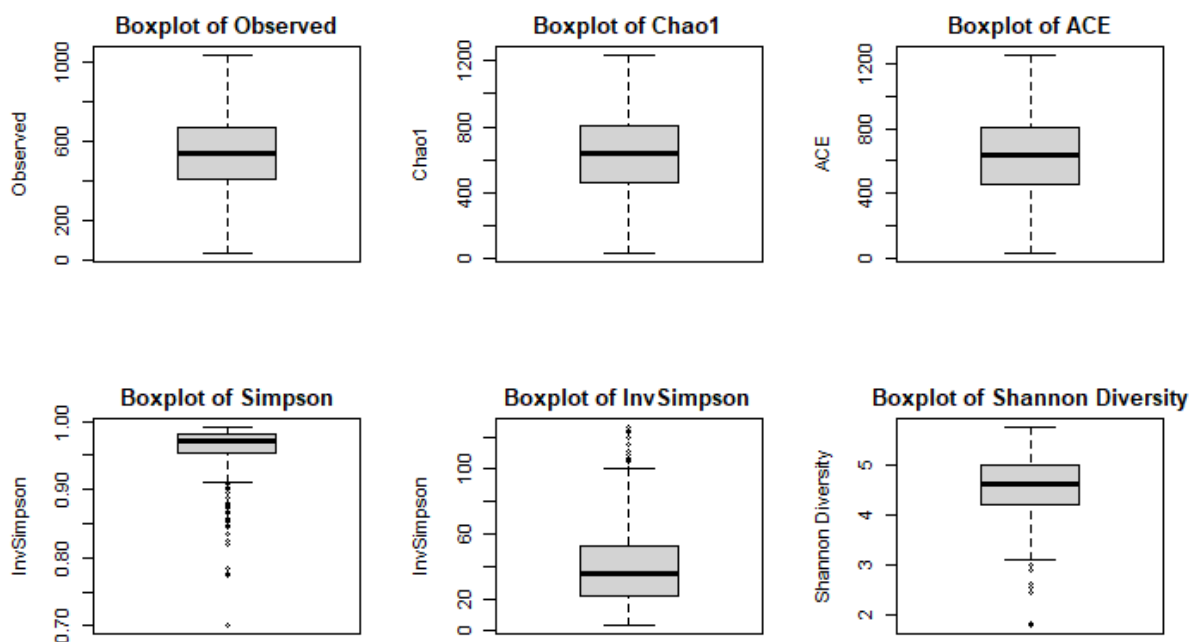 Boxplot of Observed
Observed
1000
600
200
0
Boxplot of Chao1
Chao1
1200
800
400
0
Boxplot of ACE
ACE
1200
800
400
0
Boxplot of Simpson
InvSimpson
1.00
0.90
0.80
0.70
Boxplot of InvSimpson
InvSimpson
100
60
20
0
Boxplot of Shannon Diversity
Shannon Diversity
5
4
3
2